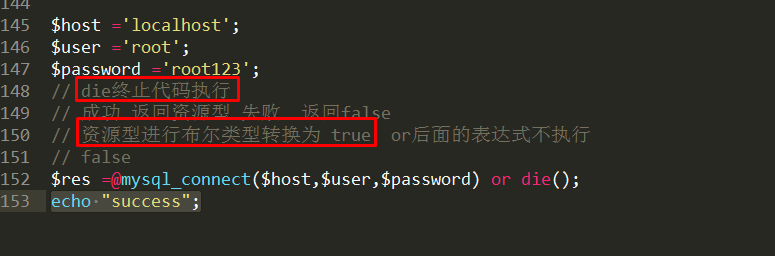 144
145 $host ='localhost';
146 $user ='root';
147 $password ='root123';
148 // die终止代码执行
149 // 成功 返回资源型 失败 返回false
150 // 资源型进行布尔类型转换为 true or后面的表达式不执行
151 // false
152 $res =@mysql_connect($host,$user,$password) or die();
153 echo·"success";